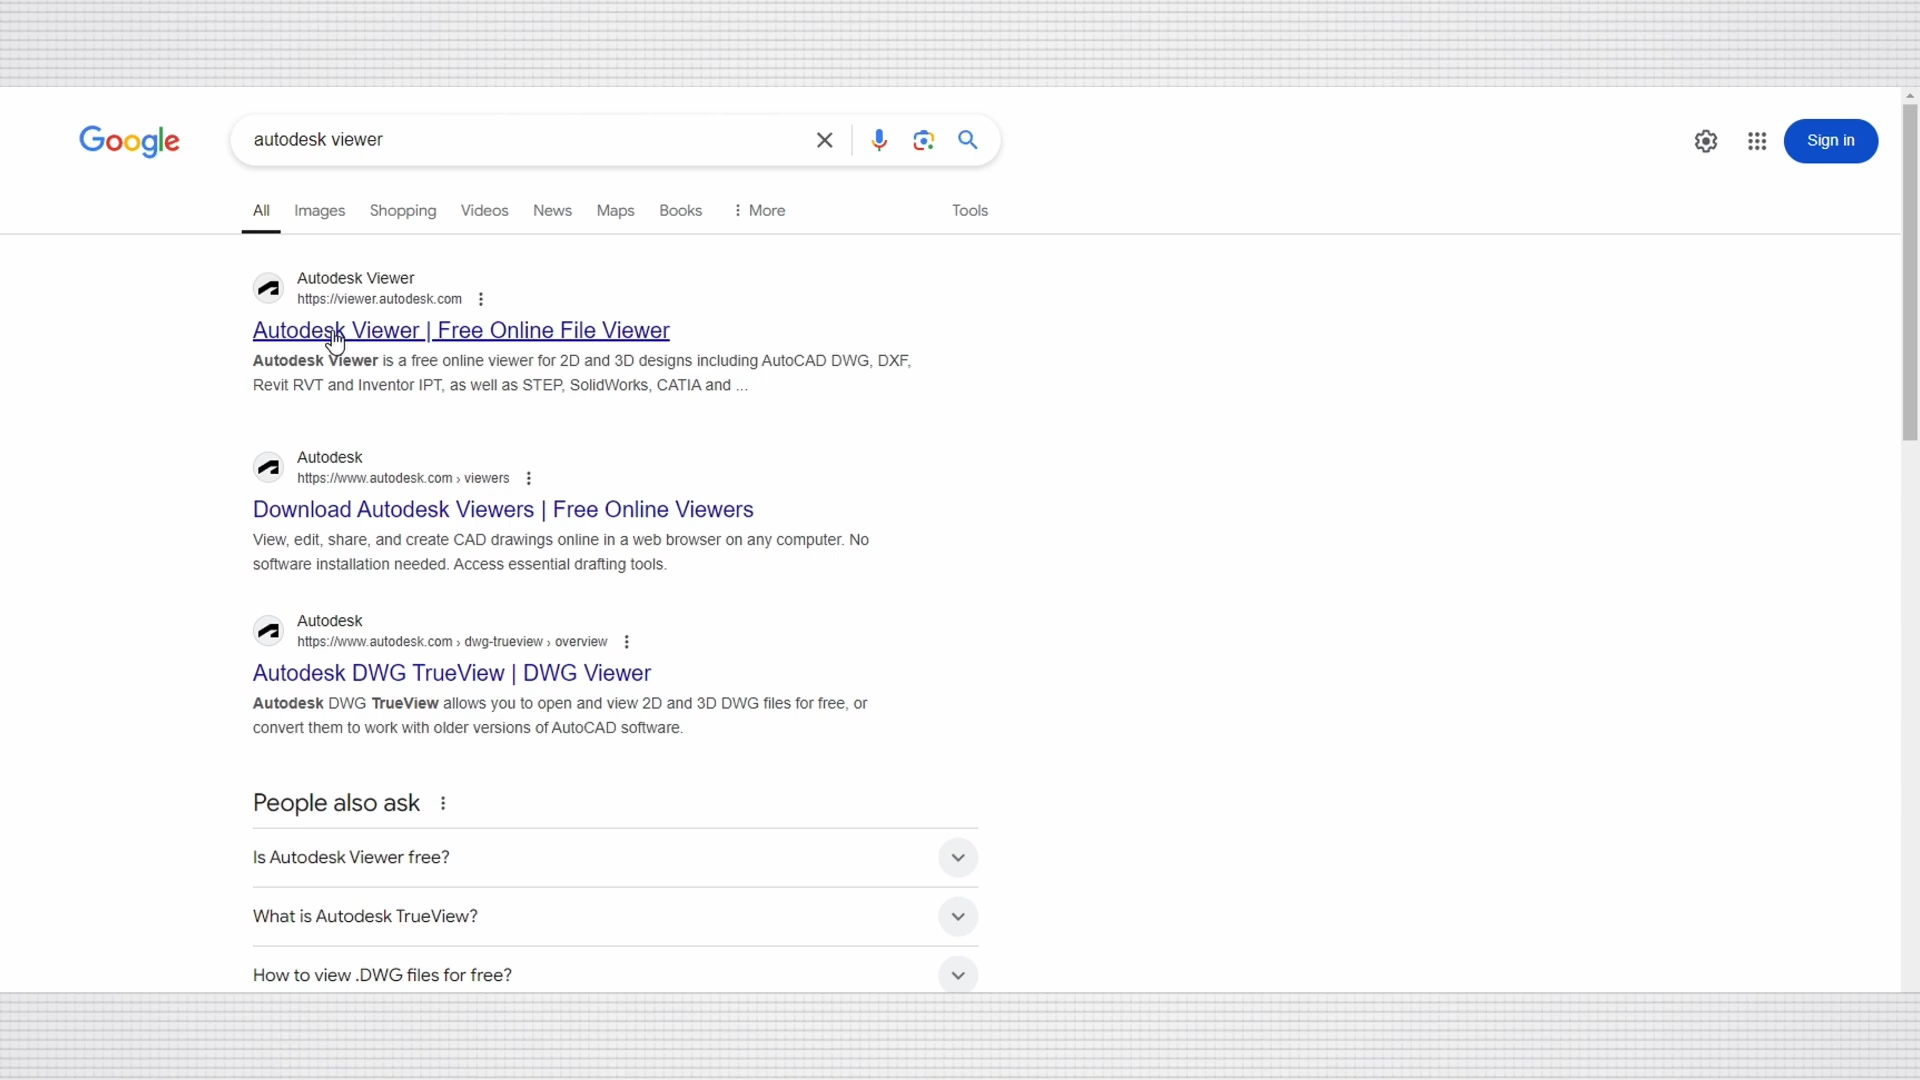 Google
autodesk viewer
Sign in
All Images Shopping Videos News Maps Books More Tools
Autodesk Viewer
https://viewer.autodesk.com
Autodesk Viewer | Free Online File Viewer
Autodesk Viewer is a free online viewer for 2D and 3D designs including AutoCAD DWG, DXF,
Revit RVT and Inventor IPT, as well as STEP, SolidWorks, CATIA and ...
Autodesk
https://www.autodesk.com › viewers
Download Autodesk Viewers | Free Online Viewers
View, edit, share, and create CAD drawings online in a web browser on any computer. No
software installation needed. Access essential drafting tools.
Autodesk
https://www.autodesk.com › dwg-trueview › overview
Autodesk DWG TrueView | DWG Viewer
Autodesk DWG TrueView allows you to open and view 2D and 3D DWG files for free, or
convert them to work with older versions of AutoCAD software.
People also ask
Is Autodesk Viewer free?
What is Autodesk TrueView?
How to view .DWG files for free?